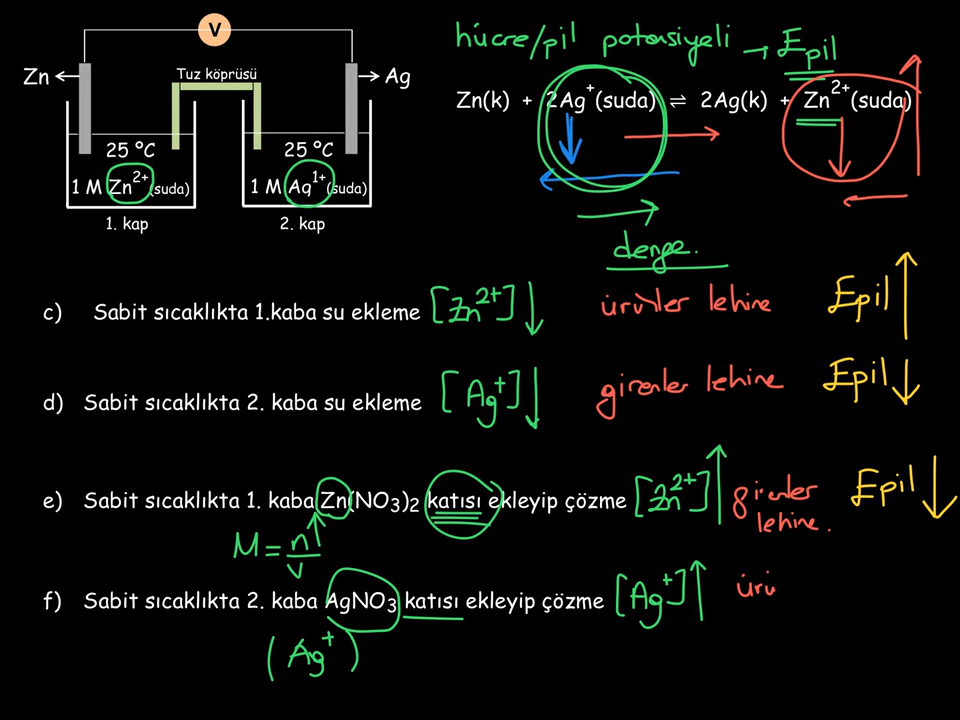 hücre/pil potansiyeli → Epil
V
Zn Tuz köprüsü Ag
Zn(k) + 2Ag⁺(suda) ⇌ 2Ag(k) + Zn²⁺(suda)
25 ºC 25 ºC
1 M Zn²⁺(suda) 1 M Ag¹⁺(suda)
1. kap 2. kap
denge.
c) Sabit sıcaklıkta 1.kaba su ekleme [Zn²⁺]↓ ürünler lehine Epil↑
d) Sabit sıcaklıkta 2. kaba su ekleme [Ag⁺]↓ girenler lehine Epil↓
e) Sabit sıcaklıkta 1. kaba Zn(NO₃)₂ katısı ekleyip çözme [Zn²⁺]↑ girenler lehine. Epil↓
M = n↑/V
f) Sabit sıcaklıkta 2. kaba AgNO₃ katısı ekleyip çözme [Ag⁺]↑ ürü
(Ag⁺)